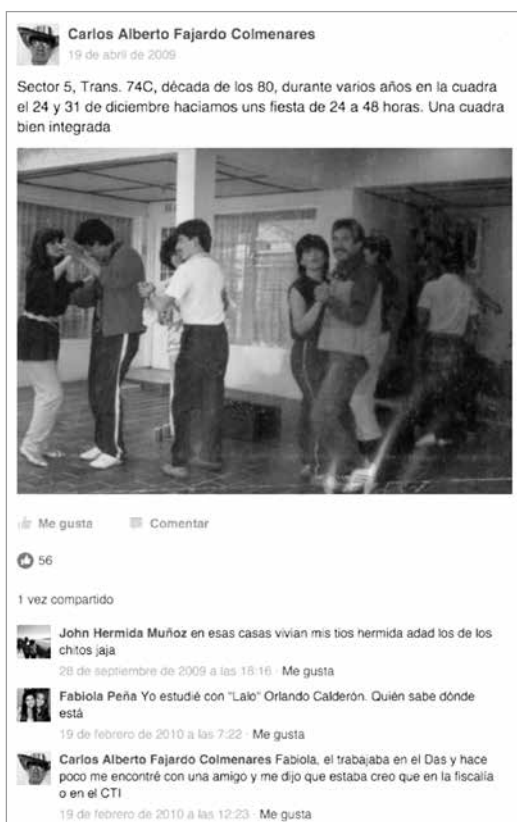 Carlos Alberto Fajardo Colmenares
19 de abril de 2009
Sector 5, Trans. 74C, década de los 80, durante varios años en la cuadra
el 24 y 31 de diciembre haciamos uns fiesta de 24 a 48 horas. Una cuadra
bien integrada
Me gusta Comentar
56
1 vez compartido
John Hermida Muñoz en esas casas vivian mis tios hermida adad los de los
chitos jaja
28 de septiembre de 2009 a las 18:16 · Me gusta
Fabiola Peña Yo estudié con "Lalo" Orlando Calderón. Quién sabe dónde
está
19 de febrero de 2010 a las 7:22 · Me gusta
Carlos Alberto Fajardo Colmenares Fabiola, el trabajaba en el Das y hace
poco me encontré con una amigo y me dijo que estaba creo que en la fiscalía
o en el CTI
19 de febrero de 2010 a las 12:23 · Me gusta